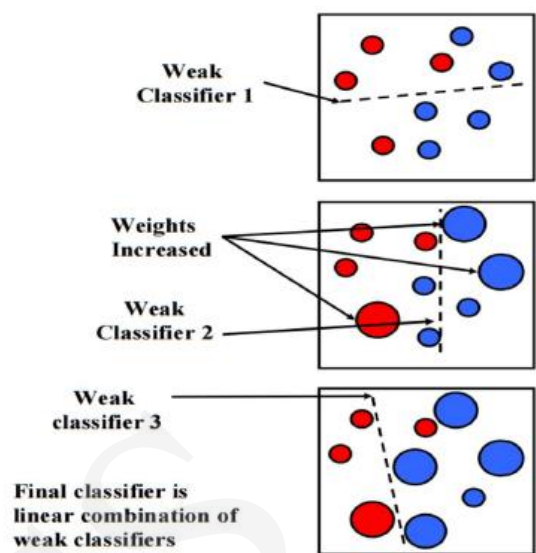 Weak
Classifier 1
Weights
Increased
Weak
Classifier 2
Weak
classifier 3
Final classifier is
linear combination of
weak classifiers